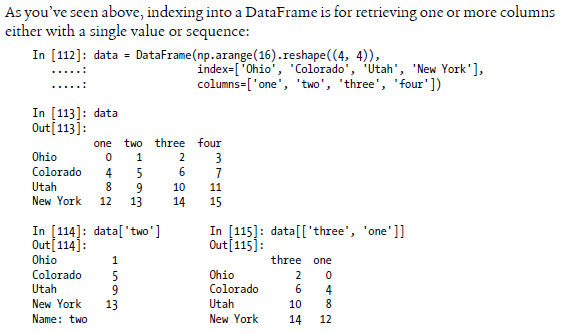 As you've seen above, indexing into a DataFrame is for retrieving one or more columns
either with a single value or sequence:
In [112]: data = DataFrame(np.arange(16).reshape((4, 4)),
.....: index=['Ohio', 'Colorado', 'Utah', 'New York'],
.....: columns=['one', 'two', 'three', 'four'])
In [113]: data
Out[113]:
one two three four
Ohio 0 1 2 3
Colorado 4 5 6 7
Utah 8 9 10 11
New York 12 13 14 15
In [114]: data['two']
Out[114]:
Ohio 1
Colorado 5
Utah 9
New York 13
Name: two
In [115]: data[['three', 'one']]
Out[115]:
three one
Ohio 2 0
Colorado 6 4
Utah 10 8
New York 14 12